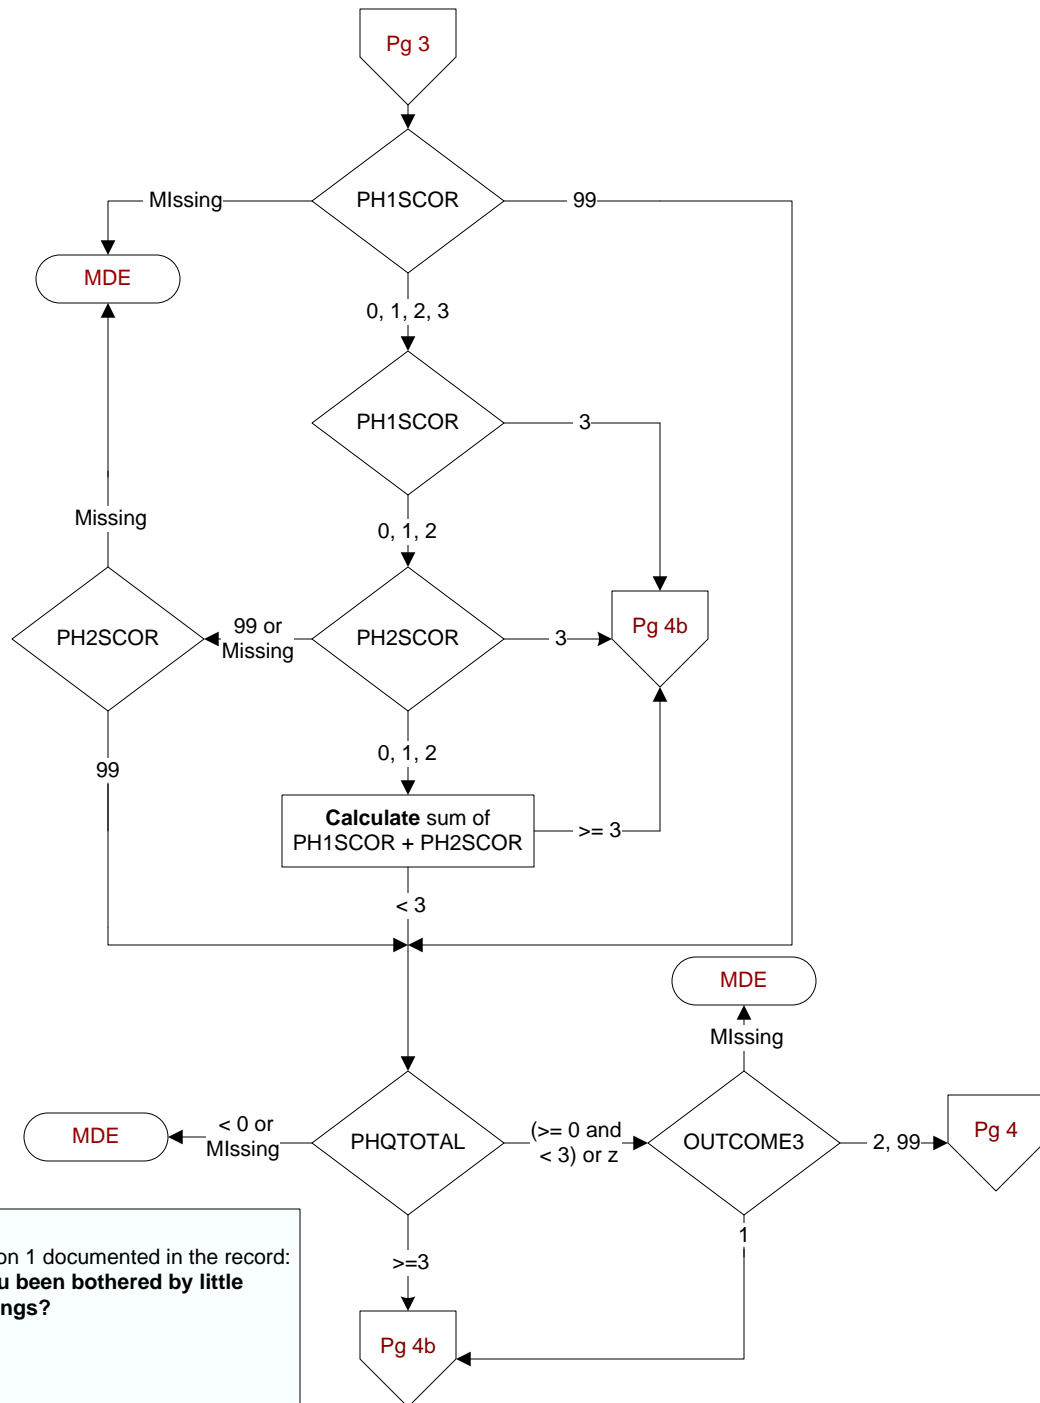 Pg 3
PH1SCOR
MIssing
99
MDE
0, 1, 2, 3
PH1SCOR
3
Missing
0, 1, 2
PH2SCOR
99 or
Missing
PH2SCOR
3
Pg 4b
99
0, 1, 2
Calculate sum of
PH1SCOR + PH2SCOR
>= 3
< 3
MDE
MIssing
MDE
< 0 or
MIssing
PHQTOTAL
(>= 0 and
< 3) or z
OUTCOME3
2, 99
Pg 4
1
>=3
Pg 4b
on 1 documented in the record:
u been bothered by little
ngs?